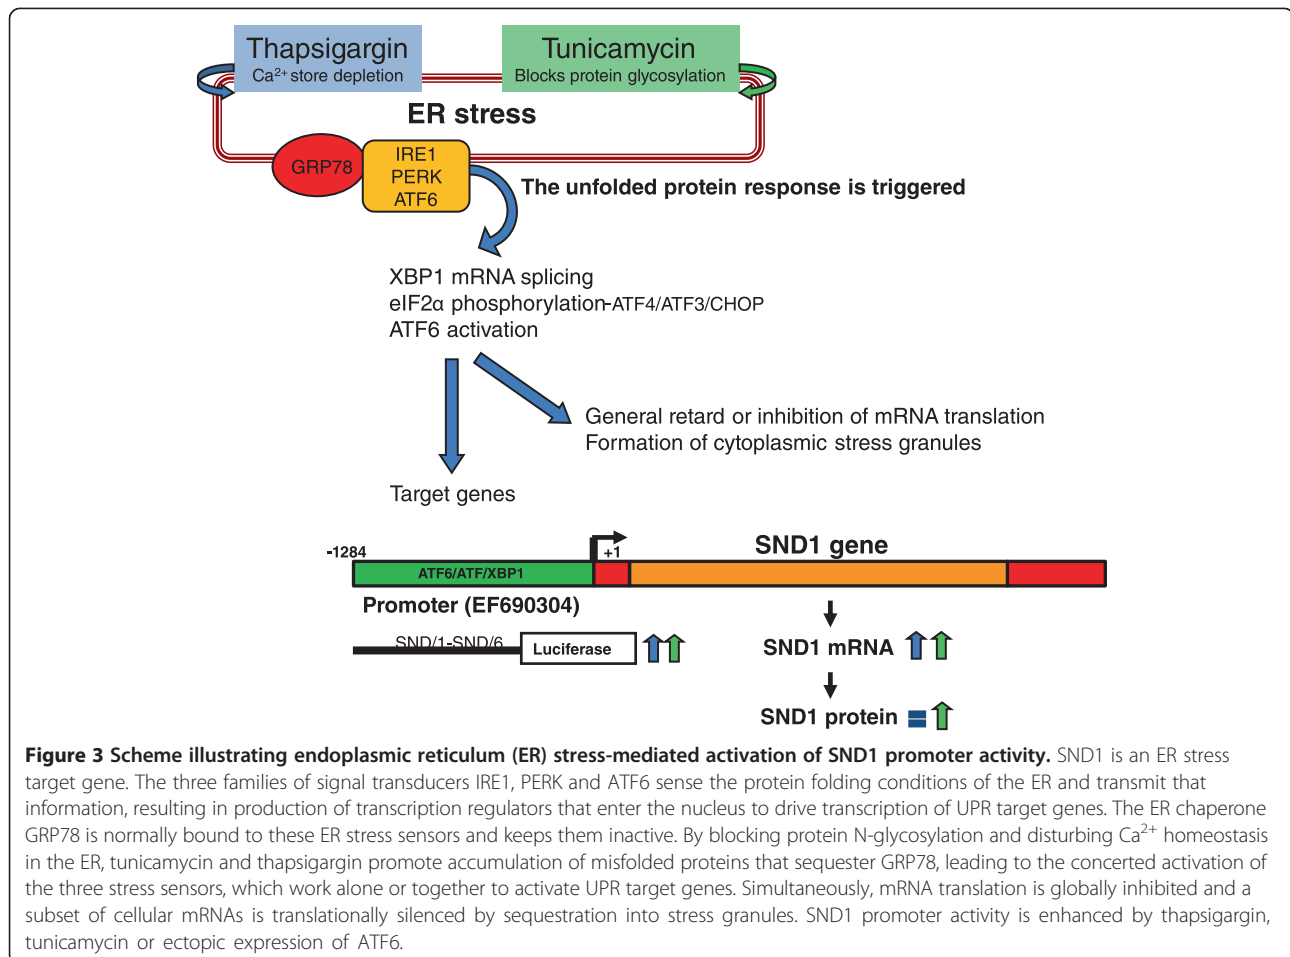 Thapsigargin
Ca2+ store depletion
Tunicamycin
Blocks protein glycosylation
ER stress
GRP78
IRE1
PERK
ATF6
The unfolded protein response is triggered
XBP1 mRNA splicing
eIF2α phosphorylation-ATF4/ATF3/CHOP
ATF6 activation
General retard or inhibition of mRNA translation
Formation of cytoplasmic stress granules
Target genes
-1284
+1
SND1 gene
ATF6/ATF/XBP1
Promoter (EF690304)
SND/1-SND/6
Luciferase
SND1 mRNA
SND1 protein
Figure 3 Scheme illustrating endoplasmic reticulum (ER) stress-mediated activation of SND1 promoter activity. SND1 is an ER stress
target gene. The three families of signal transducers IRE1, PERK and ATF6 sense the protein folding conditions of the ER and transmit that
information, resulting in production of transcription regulators that enter the nucleus to drive transcription of UPR target genes. The ER chaperone
GRP78 is normally bound to these ER stress sensors and keeps them inactive. By blocking protein N-glycosylation and disturbing Ca2+ homeostasis
in the ER, tunicamycin and thapsigargin promote accumulation of misfolded proteins that sequester GRP78, leading to the concerted activation of
the three stress sensors, which work alone or together to activate UPR target genes. Simultaneously, mRNA translation is globally inhibited and a
subset of cellular mRNAs is translationally silenced by sequestration into stress granules. SND1 promoter activity is enhanced by thapsigargin,
tunicamycin or ectopic expression of ATF6.